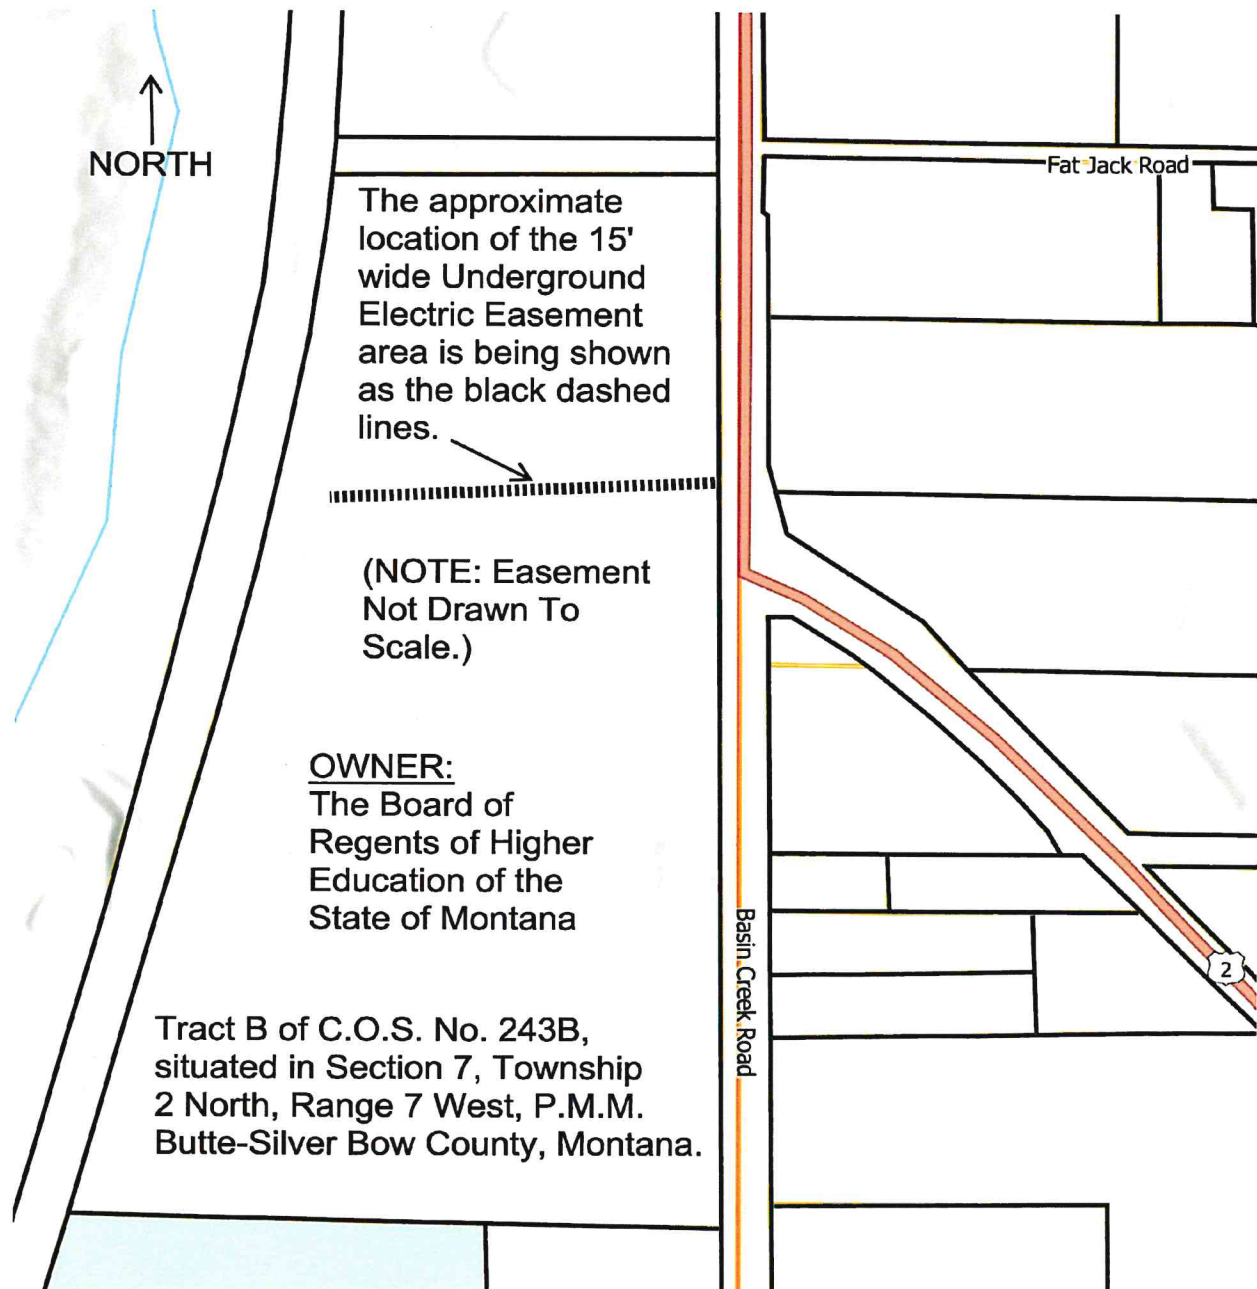 NORTH
Fat Jack Road
The approximate
location of the 15'
wide Underground
Electric Easement
area is being shown
as the black dashed
lines.
(NOTE: Easement
Not Drawn To
Scale.)
OWNER:
The Board of
Regents of Higher
Education of the
State of Montana
Basin Creek Road
2
Tract B of C.O.S. No. 243B,
situated in Section 7, Township
2 North, Range 7 West, P.M.M.
Butte-Silver Bow County, Montana.